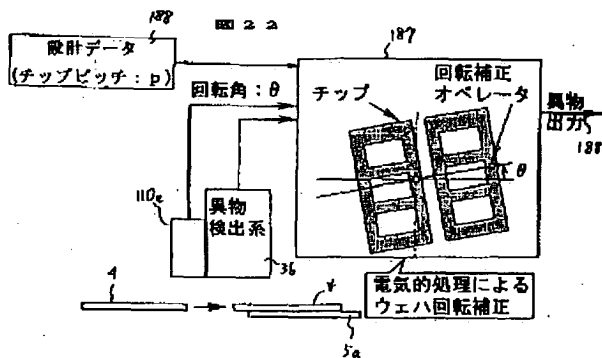 図22
188
設計データ
(チップピッチ:p)
187
回転角:θ
チップ
回転補正
オペレータ
異物
出力
188
θ
110a
異物
検出系
36
4
4
5a
電気的処理による
ウェハ回転補正